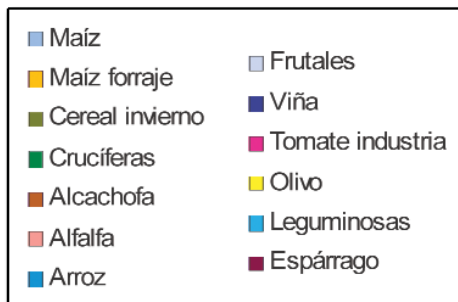 Maíz
Maíz forraje
Cereal invierno
Crucíferas
Alcachofa
Alfalfa
Arroz
Frutales
Viña
Tomate industria
Olivo
Leguminosas
Espárrago